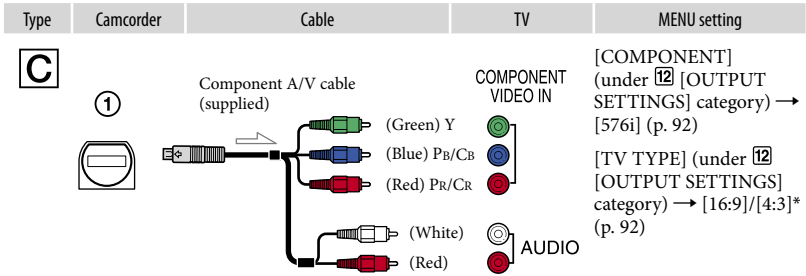 Type Camcorder Cable TV MENU setting
C
①
Component A/V cable
(supplied)
(Green) Y
(Blue) PB/CB
(Red) PR/CR
(White)
(Red)
COMPONENT
VIDEO IN
AUDIO
[COMPONENT]
(under 12 [OUTPUT
SETTINGS] category) →
[576i] (p. 92)
[TV TYPE] (under 12
[OUTPUT SETTINGS]
category) → [16:9]/[4:3]*
(p. 92)